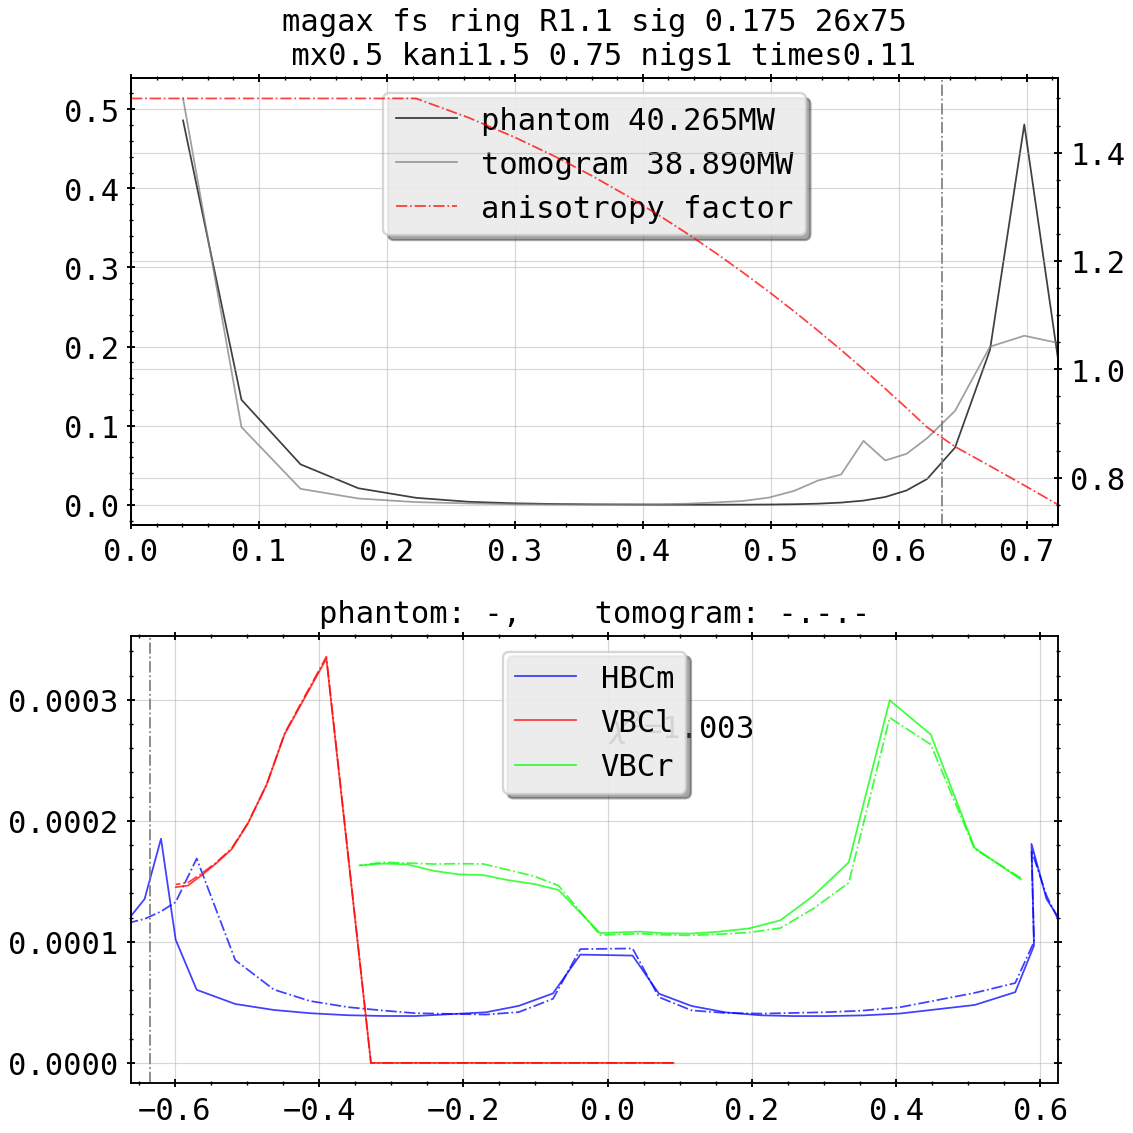 magax fs ring R1.1 sig 0.175 26x75
mx0.5 kani1.5 0.75 nigs1 times0.11
phantom 40.265MW
tomogram 38.890MW
anisotropy factor
0.5
0.4
0.3
0.2
0.1
0.0
1.4
1.2
1.0
0.8
0.0 0.1 0.2 0.3 0.4 0.5 0.6 0.7
phantom: -,    tomogram: -.-.-
HBCm
VBCl
VBCr
1.003
0.0003
0.0002
0.0001
0.0000
−0.6 −0.4 −0.2 0.0 0.2 0.4 0.6